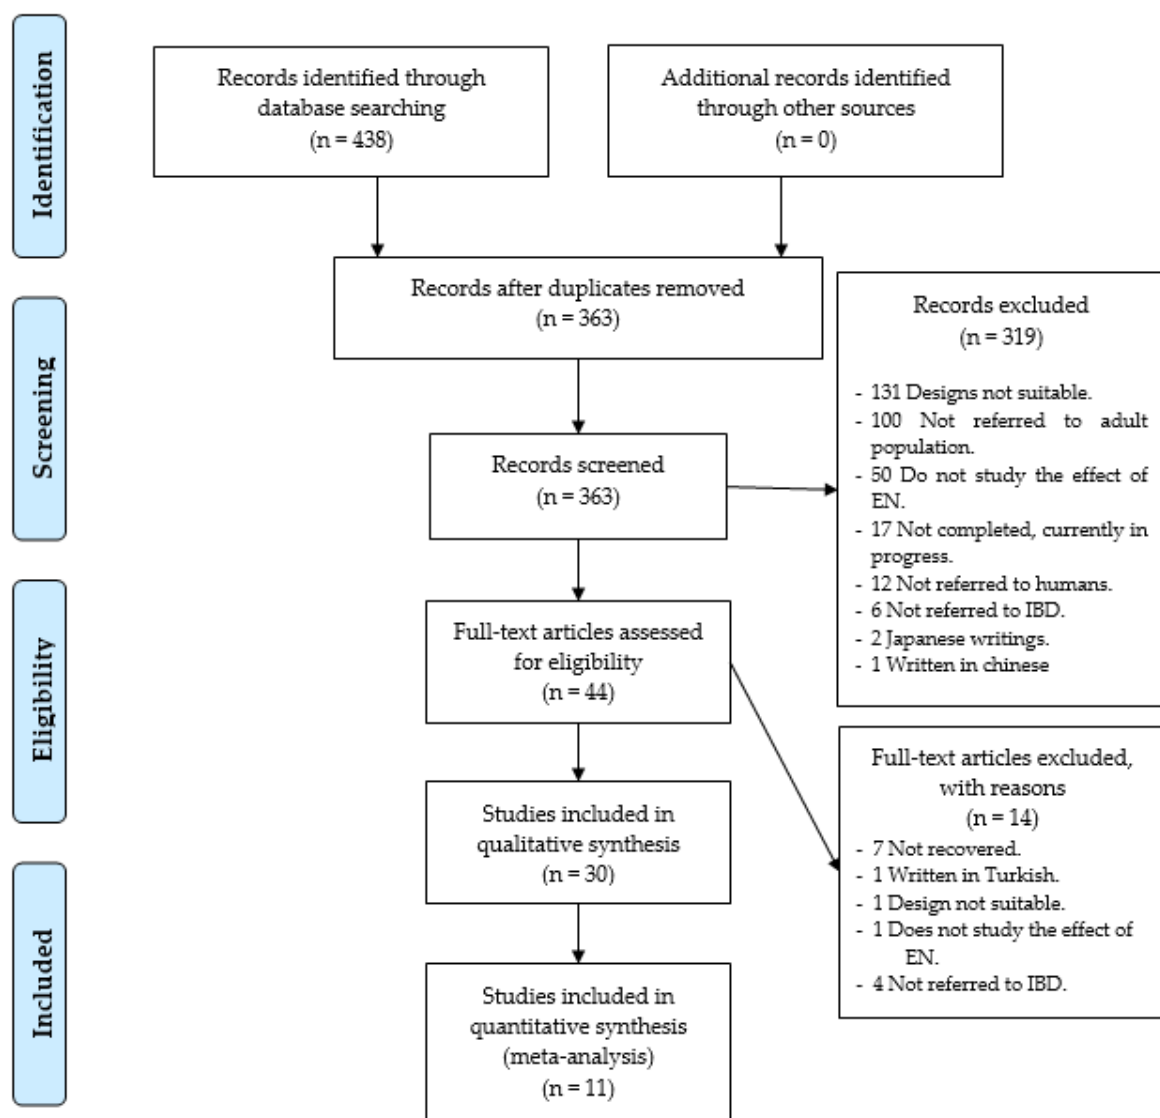 Identification
Records identified through
database searching
(n = 438)
Additional records identified
through other sources
(n = 0)
Records after duplicates removed
(n = 363)
Screening
Records screened
(n = 363)
Records excluded
(n = 319)
- 131 Designs not suitable.
- 100 Not referred to adult
population.
- 50 Do not study the effect of
EN.
- 17 Not completed, currently in
progress.
- 12 Not referred to humans.
- 6 Not referred to IBD.
- 2 Japanese writings.
- 1 Written in chinese
Eligibility
Full-text articles assessed
for eligibility
(n = 44)
Full-text articles excluded,
with reasons
(n = 14)
- 7 Not recovered.
- 1 Written in Turkish.
- 1 Design not suitable.
- 1 Does not study the effect of
EN.
- 4 Not referred to IBD.
Studies included in
qualitative synthesis
(n = 30)
Included
Studies included in
quantitative synthesis
(meta-analysis)
(n = 11)